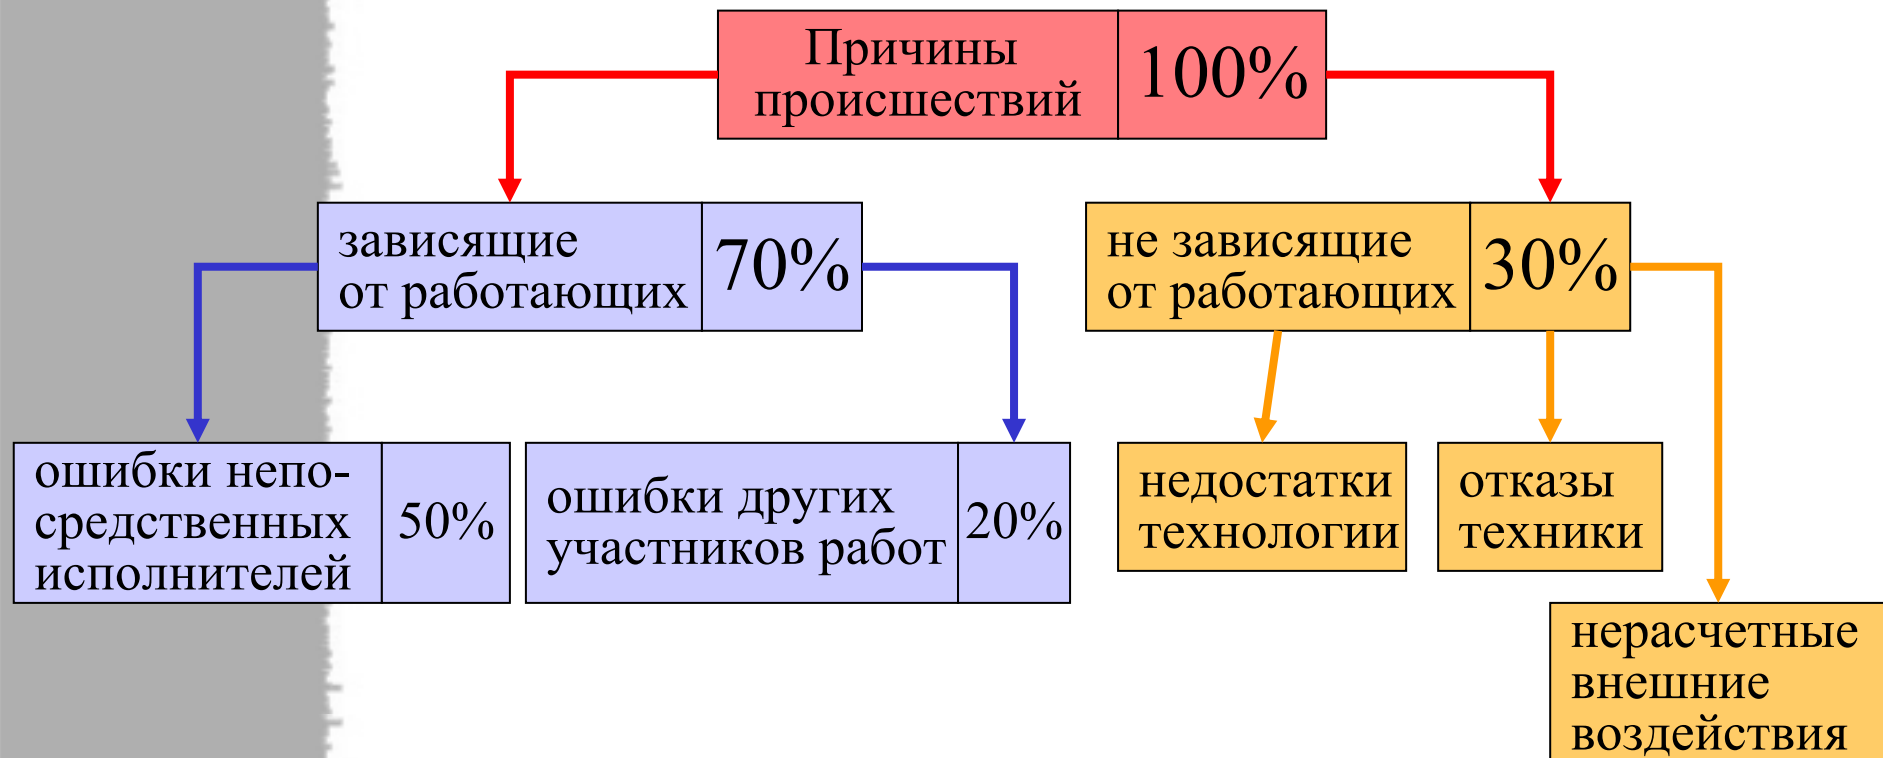 Причины
происшествий
100%
зависящие
от работающих
70%
не зависящие
от работающих
30%
ошибки непо-
средственных
исполнителей
50%
ошибки других
участников работ
20%
недостатки
технологии
отказы
техники
нерасчетные
внешние
воздействия